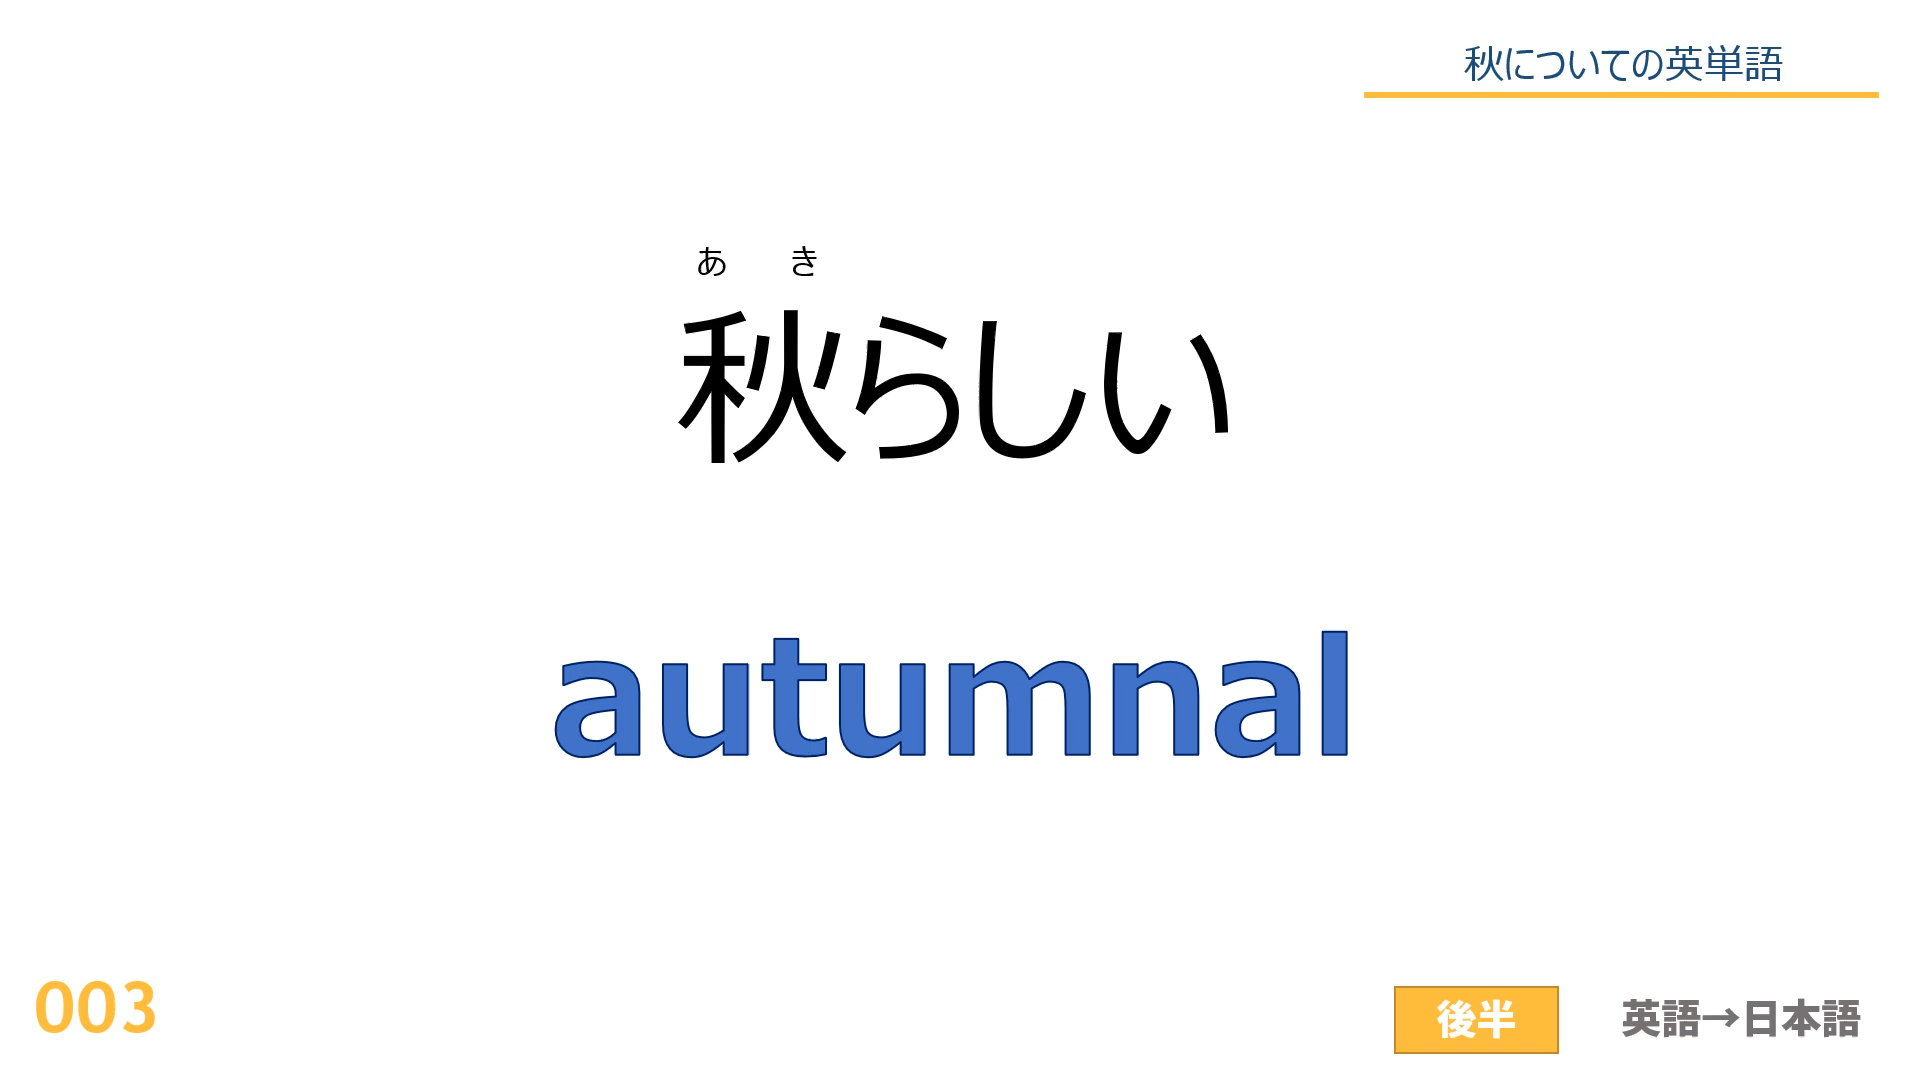 秋についての英単語
あき
秋らしい
autumnal
003
後半
英語→日本語